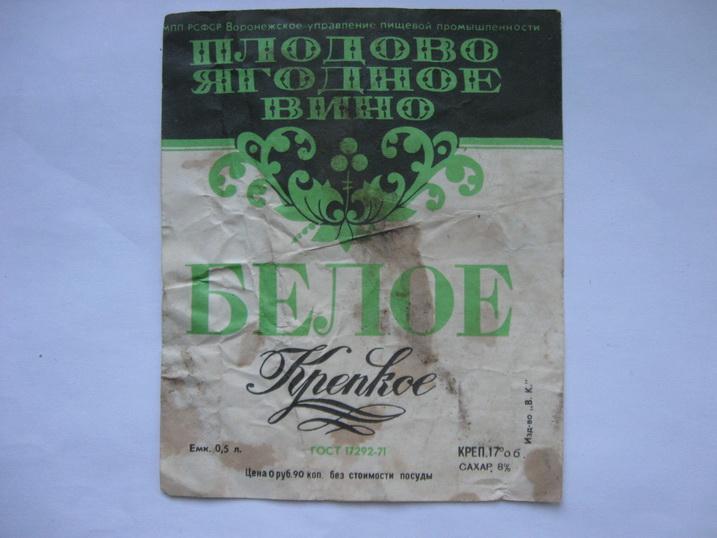 МПП РСФСР Воронежское управление пищевой промышленности
ПЛОДОВО
ЯГОДНОЕ
ВИНО
БЕЛОЕ
Крепкое
Изд-во „В. К."
Емк. 0,5 л.
ГОСТ 17292-71
КРЕП. 17° об.
САХАР, 8%
Цена 0 руб. 90 коп. без стоимости посуды